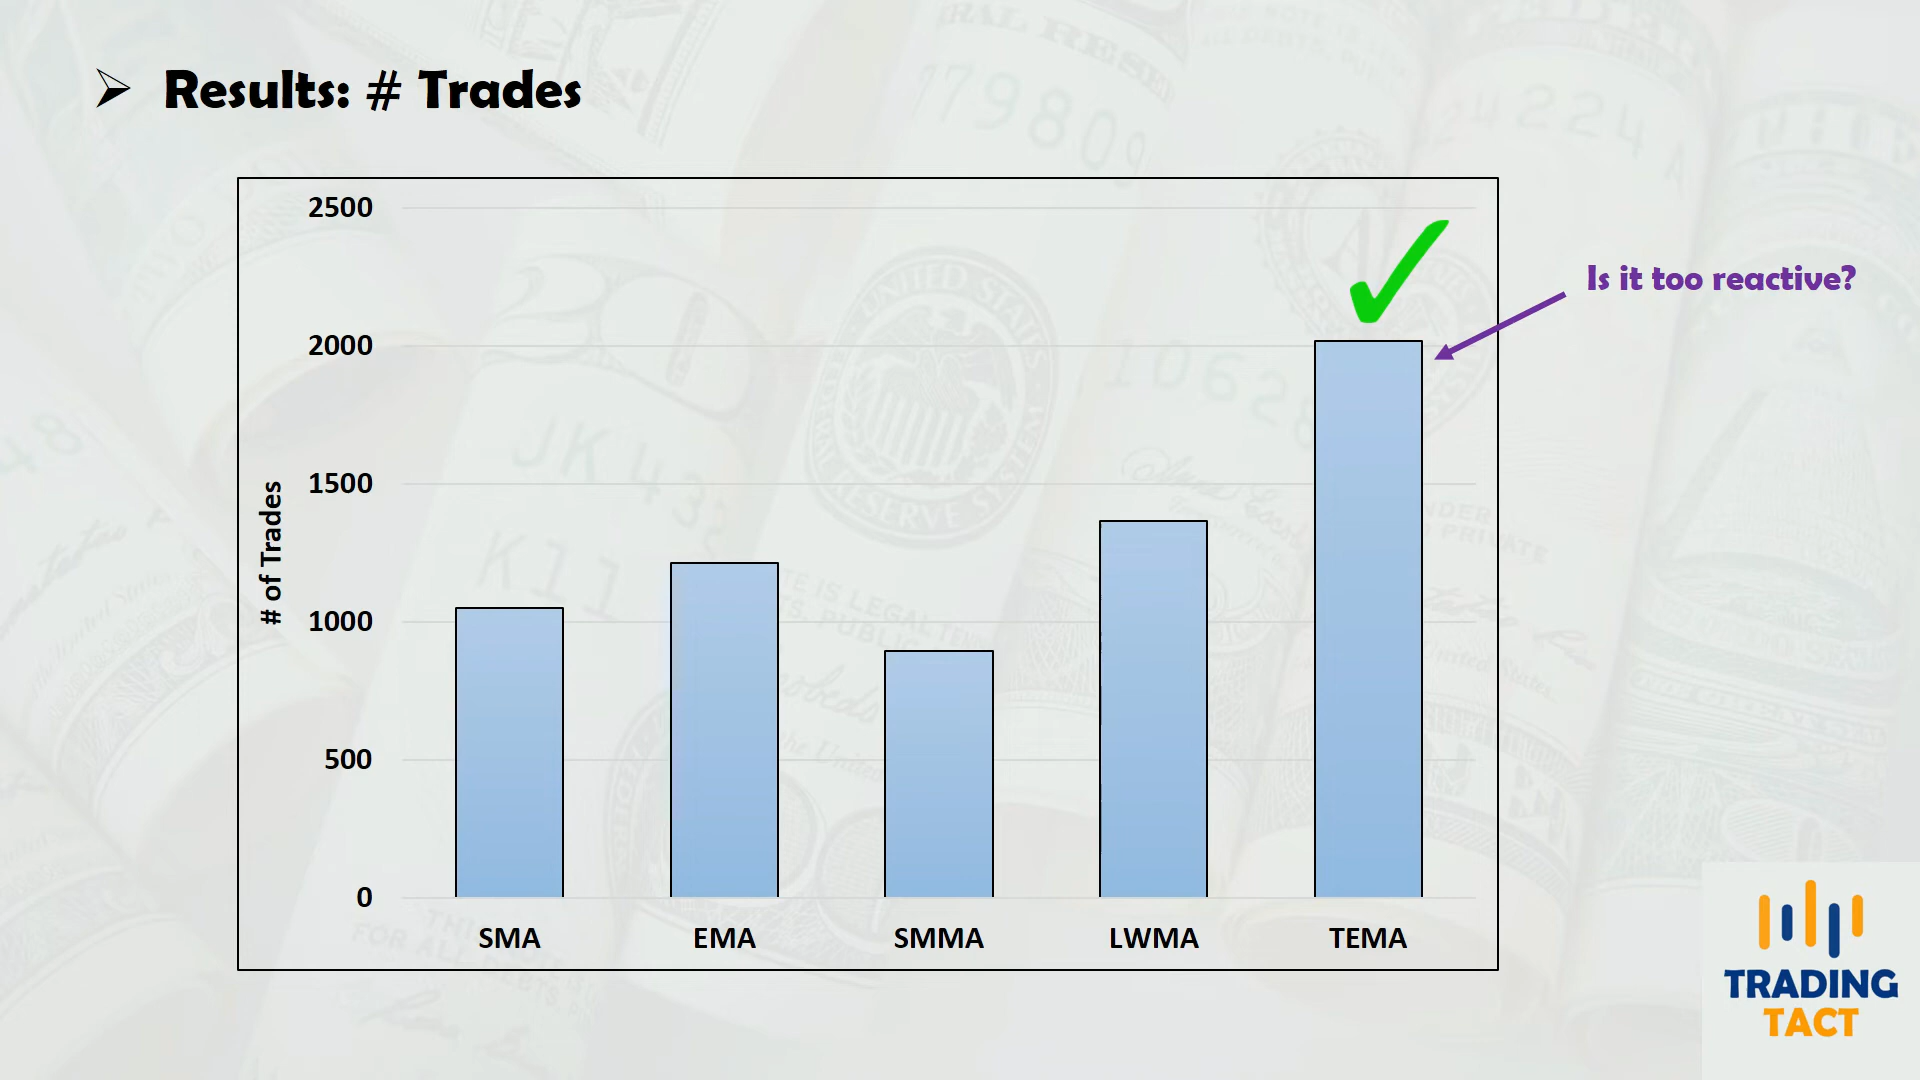 Results: # Trades
2500
2000
1500
1000
500
0
# of Trades
SMA
EMA
SMMA
LWMA
TEMA
Is it too reactive?
TRADING
TACT